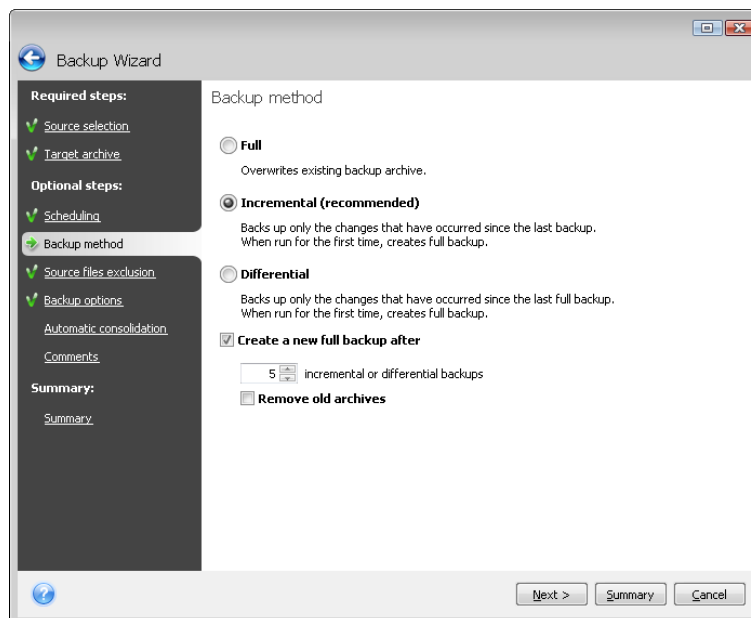 Backup Wizard
Required steps:
Source selection
Target archive
Optional steps:
Scheduling
Backup method
Source files exclusion
Backup options
Automatic consolidation
Comments
Summary:
Summary
Backup method
Full
Overwrites existing backup archive.
Incremental (recommended)
Backs up only the changes that have occurred since the last backup.
When run for the first time, creates full backup.
Differential
Backs up only the changes that have occurred since the last full backup.
When run for the first time, creates full backup.
Create a new full backup after
5 incremental or differential backups
Remove old archives
?
Next >
Summary
Cancel